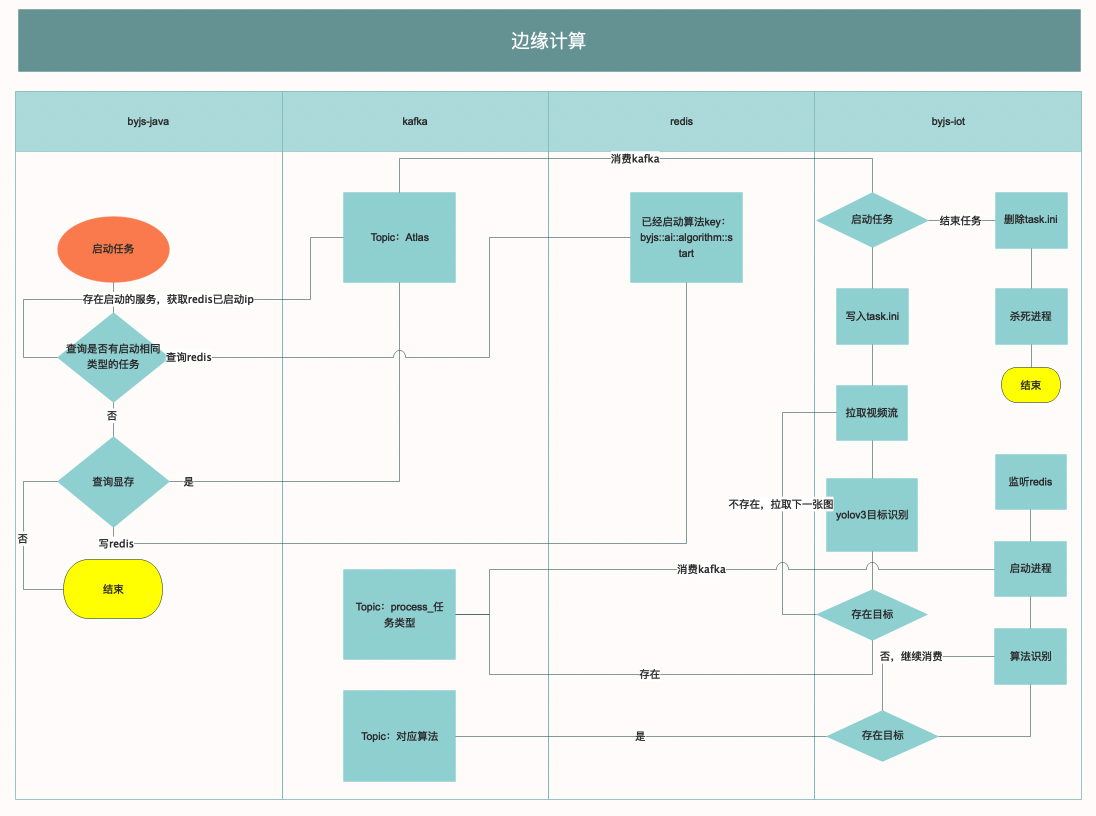 边缘计算
byjs-java
kafka
redis
byjs-iot
消费kafka
启动任务
Topic：Atlas
已经启动算法key：
byjs::ai::algorithm::s
tart
启动任务
结束任务
删除task.ini
存在启动的服务，获取redis已启动ip
写入task.ini
杀死进程
查询是否有启动相同
类型的任务
查询redis
结束
否
拉取视频流
查询显存
是
监听redis
不存在，拉取下一张图
yolov3目标识别
否
写redis
结束
消费kafka
启动进程
Topic：process_任
务类型
存在目标
存在
否，继续消费
算法识别
Topic：对应算法
是
存在目标